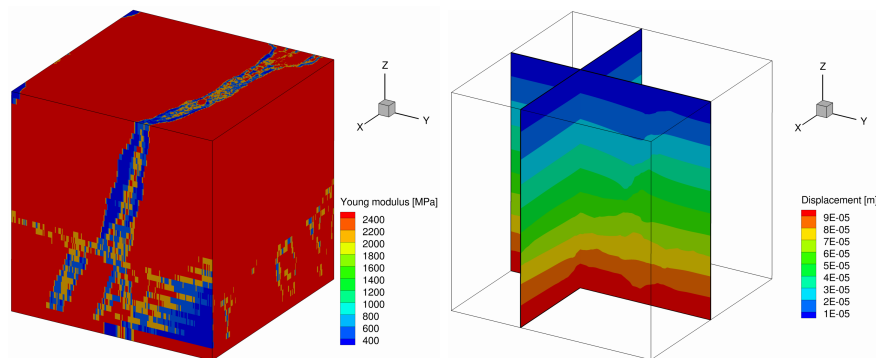 Z
X
Y
Young modulus [MPa]
2400
2200
2000
1800
1600
1400
1200
1000
800
600
400
Z
X
Y
Displacement [m]
9E-05
8E-05
7E-05
6E-05
5E-05
4E-05
3E-05
2E-05
1E-05